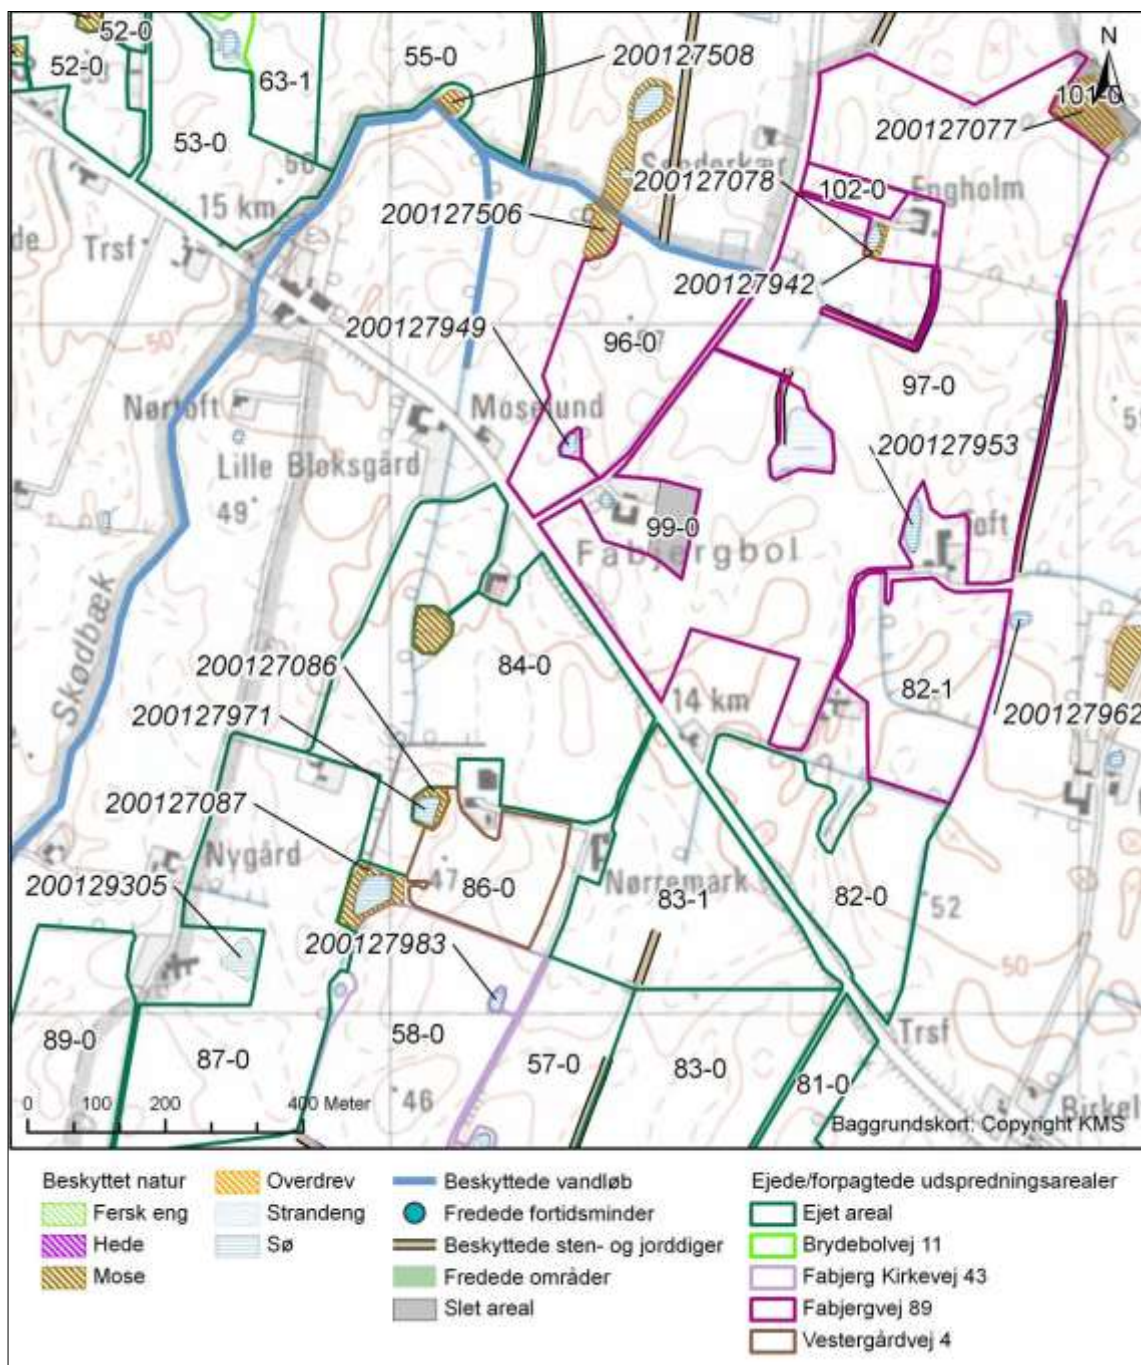 52-0
52-0
63-1
55-0
200127508
N
101-0
200127077
53-0
50
15 km
Trsf
200127506
200127078
102-0
Engholm
200127942
200127949
96-0
50
97-0
Nørtoft
Moselund
Lille Bloksgård
49
200127953
99-0
Fabjergbol
Skødbæk
200127086
84-0
82-1
14 km
200127962
200127971
200127087
Nygård
47
86-0
Nørremark
83-1
82-0
52
200129305
200127983
50
89-0
87-0
58-0
57-0
83-0
Trsf
81-0
46
0 100 200 400 Meter
Baggrundskort: Copyright KMS
Beskyttet natur
Fersk eng
Hede
Mose
Overdrev
Strandeng
Sø
Beskyttede vandløb
Fredede fortidsminder
Beskyttede sten- og jorddiger
Fredede områder
Slet areal
Ejede/forpagtede udspredningsarealer
Ejet areal
Brydebolvej 11
Fabjerg Kirkevej 43
Fabjergvej 89
Vestergårdvej 4